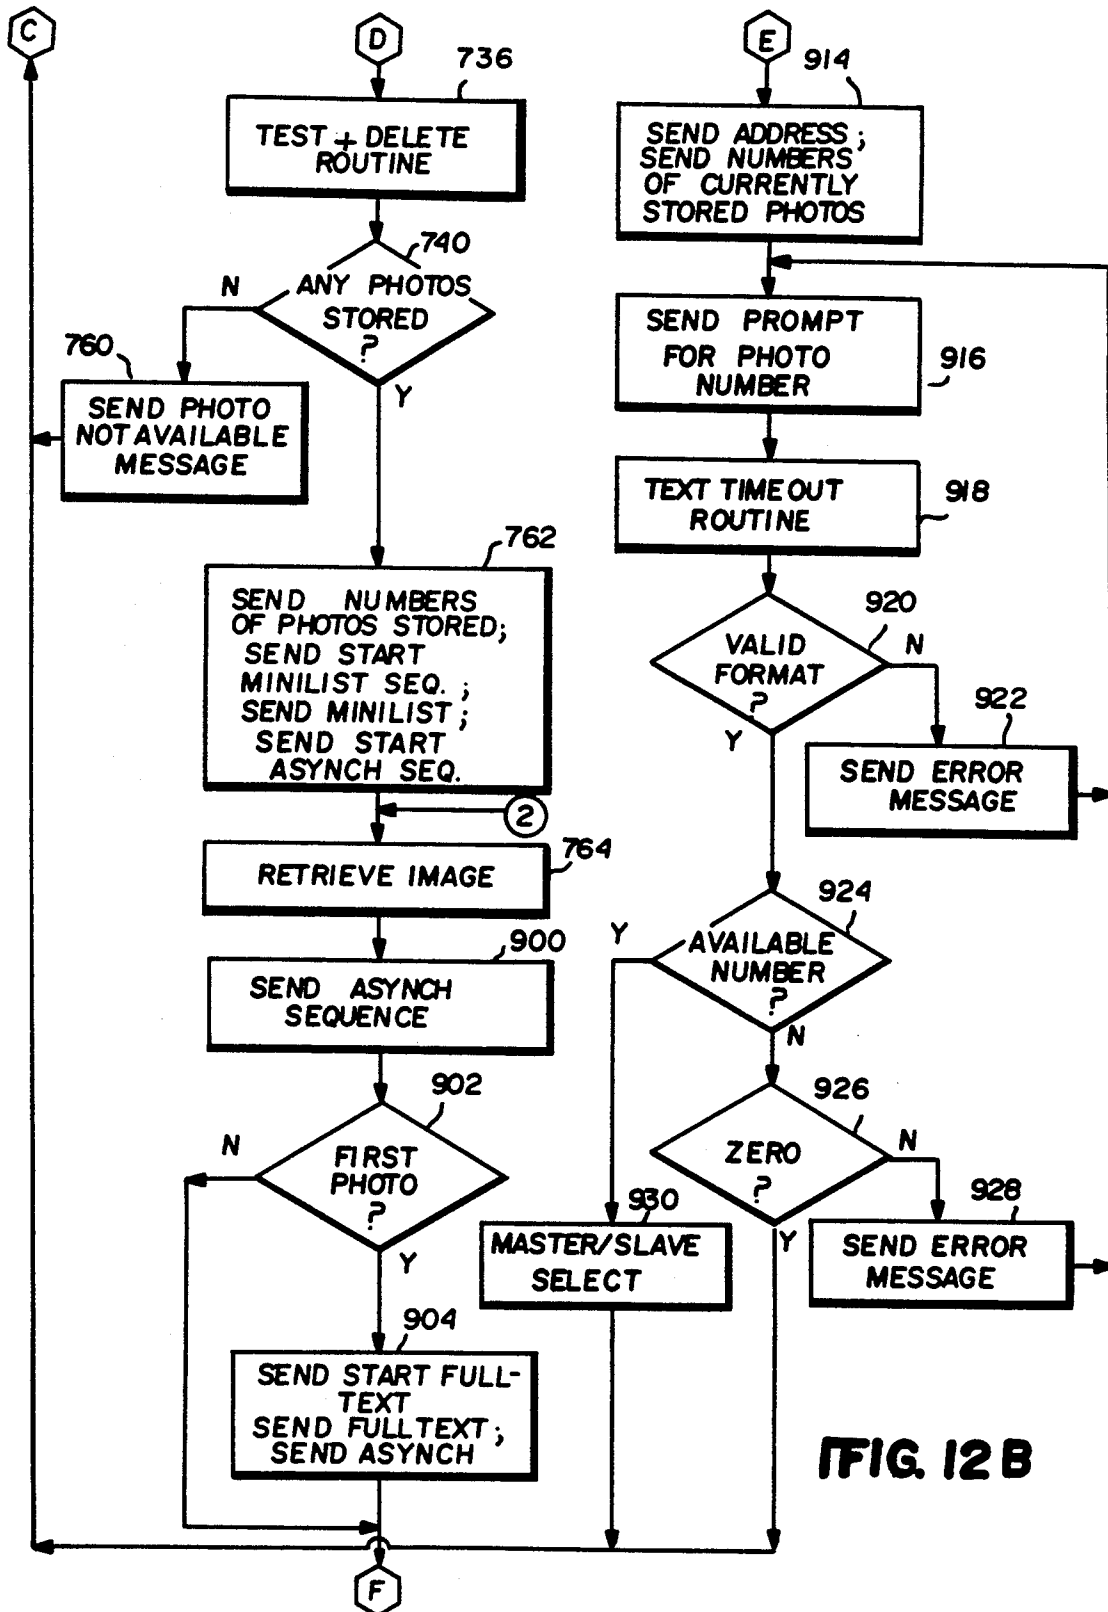 C
D
736
TEST + DELETE
ROUTINE
740
ANY PHOTOS
STORED
?
N
Y
760
SEND PHOTO
NOT AVAILABLE
MESSAGE
762
SEND NUMBERS
OF PHOTOS STORED;
SEND START
MINILIST SEQ. ;
SEND MINILIST ;
SEND START
ASYNCH SEQ.
2
764
RETRIEVE IMAGE
900
SEND ASYNCH
SEQUENCE
902
FIRST
PHOTO
?
N
Y
904
SEND START FULL-
TEXT
SEND FULLTEXT ;
SEND ASYNCH
F
E
914
SEND ADDRESS ;
SEND NUMBERS
OF CURRENTLY
STORED PHOTOS
SEND PROMPT
FOR PHOTO
NUMBER
916
TEXT TIMEOUT
ROUTINE
918
920
VALID
FORMAT
?
N
Y
922
SEND ERROR
MESSAGE
924
AVAILABLE
NUMBER
?
Y
N
926
ZERO
?
N
Y
928
SEND ERROR
MESSAGE
930
MASTER/SLAVE
SELECT
FIG. 12B